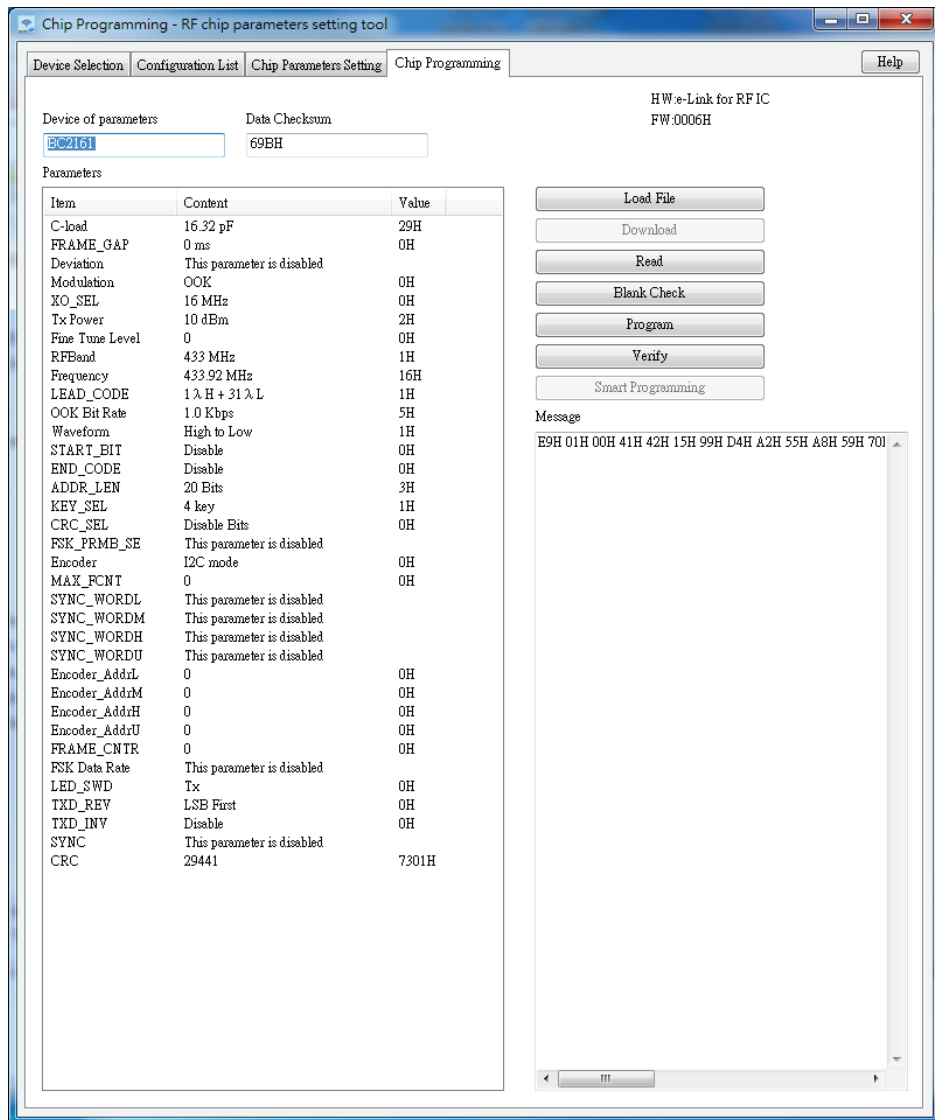 Chip Programming - RF chip parameters setting tool
Device Selection Configuration List Chip Parameters Setting Chip Programming Help
HW:e-Link for RF IC
FW:0006H
Device of parameters Data Checksum
BC2161 69BH
Parameters
Item Content Value
C-load 16.32 pF 29H
FRAME_GAP 0 ms 0H
Deviation This parameter is disabled
Modulation OOK 0H
XO_SEL 16 MHz 0H
Tx Power 10 dBm 2H
Fine Tune Level 0 0H
RFBand 433 MHz 1H
Frequency 433.92 MHz 16H
LEAD_CODE 1 λ H + 31 λ L 1H
OOK Bit Rate 1.0 Kbps 5H
Waveform High to Low 1H
START_BIT Disable 0H
END_CODE Disable 0H
ADDR_LEN 20 Bits 3H
KEY_SEL 4 key 1H
CRC_SEL Disable Bits 0H
FSK_PRMB_SE This parameter is disabled
Encoder I2C mode 0H
MAX_FCNT 0 0H
SYNC_WORDL This parameter is disabled
SYNC_WORDM This parameter is disabled
SYNC_WORDH This parameter is disabled
SYNC_WORDU This parameter is disabled
Encoder_AddrL 0 0H
Encoder_AddrM 0 0H
Encoder_AddrH 0 0H
Encoder_AddrU 0 0H
FRAME_CNTR 0 0H
FSK Data Rate This parameter is disabled
LED_SWD Tx 0H
TXD_REV LSB First 0H
TXD_INV Disable 0H
SYNC This parameter is disabled
CRC 29441 7301H
Load File
Download
Read
Blank Check
Program
Verify
Smart Programming
Message
E9H 01H 00H 41H 42H 15H 99H D4H A2H 55H A8H 59H